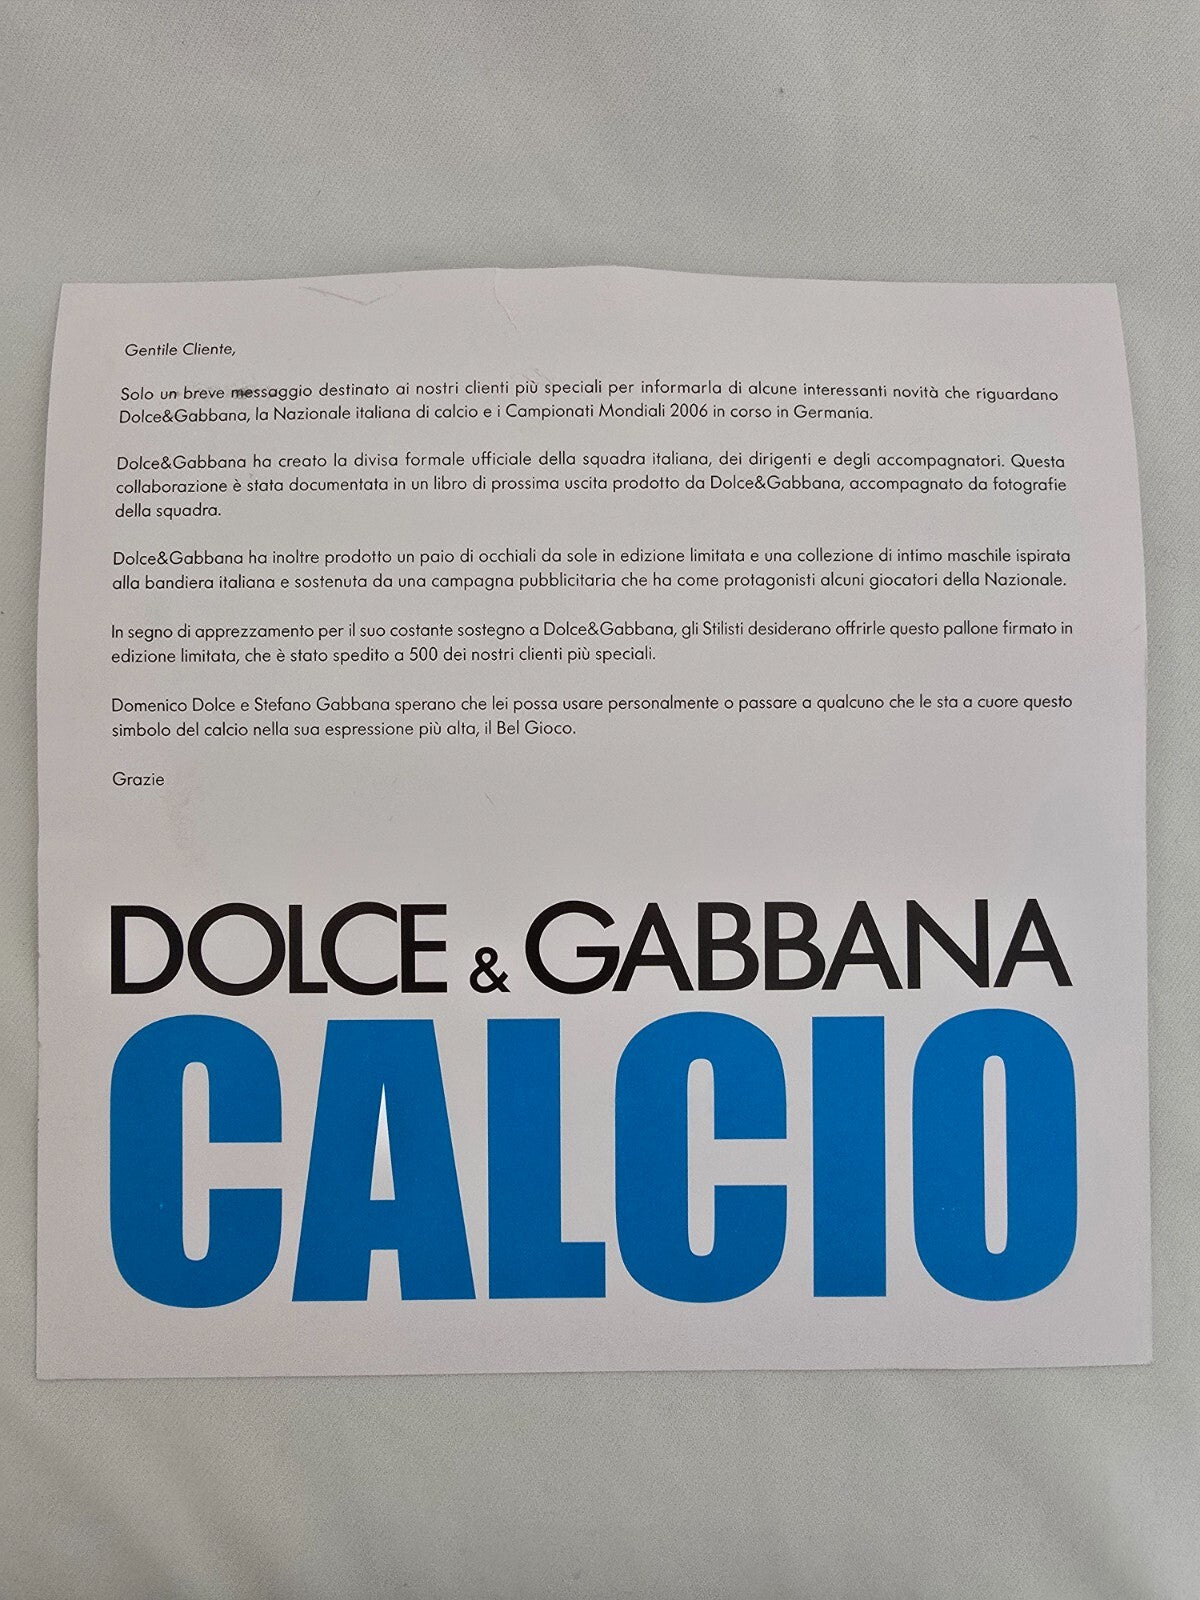 Gentile Cliente,
Solo un breve messaggio destinato ai nostri clienti più speciali per informarla di alcune interessanti novità che riguardano
Dolce&Gabbana, la Nazionale italiana di calcio e i Campionati Mondiali 2006 in corso in Germania.
Dolce&Gabbana ha creato la divisa formale ufficiale della squadra italiana, dei dirigenti e degli accompagnatori. Questa
collaborazione è stata documentata in un libro di prossima uscita prodotto da Dolce&Gabbana, accompagnato da fotografie
della squadra.
Dolce&Gabbana ha inoltre prodotto un paio di occhiali da sole in edizione limitata e una collezione di intimo maschile ispirata
alla bandiera italiana e sostenuta da una campagna pubblicitaria che ha come protagonisti alcuni giocatori della Nazionale.
In segno di apprezzamento per il suo costante sostegno a Dolce&Gabbana, gli Stilisti desiderano offrirle questo pallone firmato in
edizione limitata, che è stato spedito a 500 dei nostri clienti più speciali.
Domenico Dolce e Stefano Gabbana sperano che lei possa usare personalmente o passare a qualcuno che le sta a cuore questo
simbolo del calcio nella sua espressione più alta, il Bel Gioco.
Grazie
DOLCE & GABBANA
CALCIO